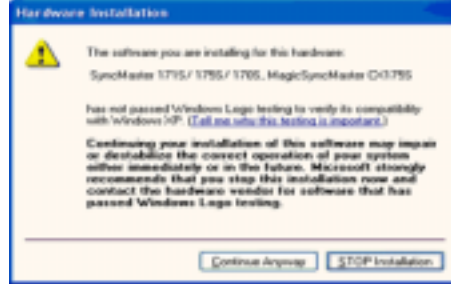 Hardware Installation
The software you are installing for this hardware:
SyncMaster 171S/ 175S/ 170S, MagicSyncMaster CX175S
has not passed Windows Logo testing to verify its compatibility
with Windows XP. (Tell me why this testing is important.)
Continuing your installation of this software may impair
or destabilize the correct operation of your system
either immediately or in the future. Microsoft strongly
recommends that you stop this installation now and
contact the hardware vendor for software that has
passed Windows Logo testing.
Continue Anyway
STOP Installation